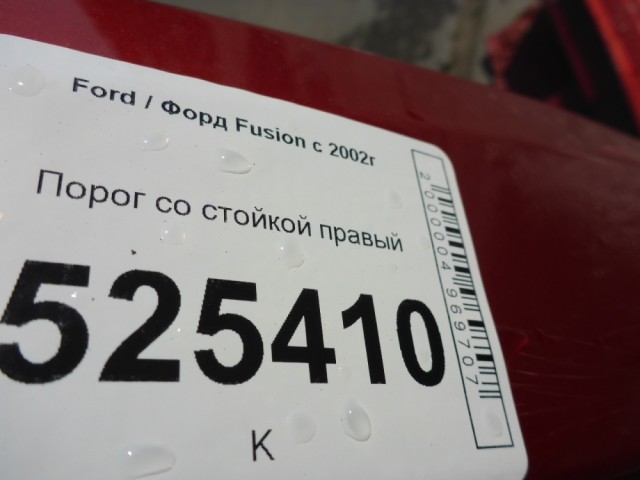 Ford / Форд Fusion с 2002г
Порог со стойкой правый
525410
К
2000004969707